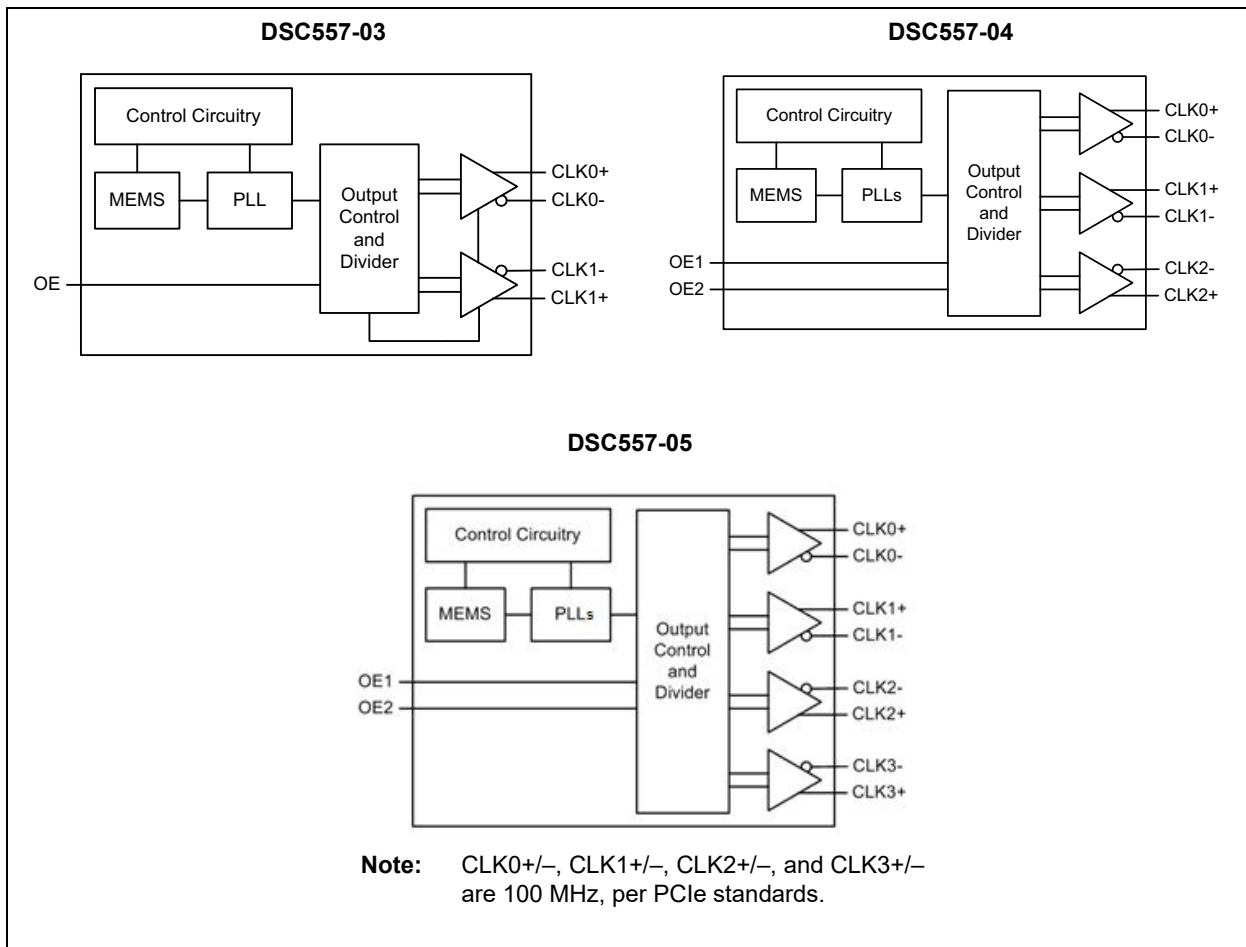 DSC557-03
Control Circuitry
MEMS
PLL
Output
Control
and
Divider
OE
CLK0+
CLK0-
CLK1-
CLK1+
DSC557-04
Control Circuitry
MEMS
PLLs
Output
Control
and
Divider
OE1
OE2
CLK0+
CLK0-
CLK1+
CLK1-
CLK2-
CLK2+
DSC557-05
Control Circuitry
MEMS
PLLs
Output
Control
and
Divider
OE1
OE2
CLK0+
CLK0-
CLK1+
CLK1-
CLK2-
CLK2+
CLK3-
CLK3+
Note: CLK0+/–, CLK1+/–, CLK2+/–, and CLK3+/–
are 100 MHz, per PCIe standards.